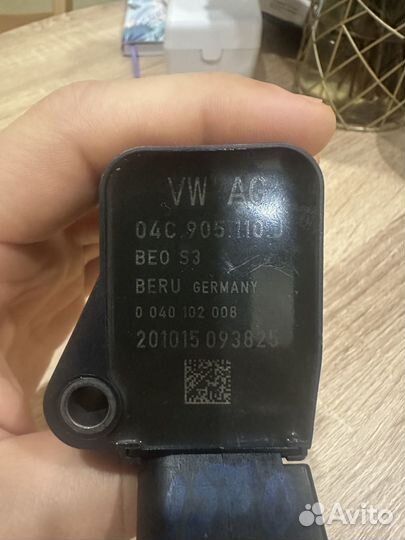 VW AG
04C.905.110.J
BEO S3
BERU GERMANY
0 040 102 008
201015 093825
Avito